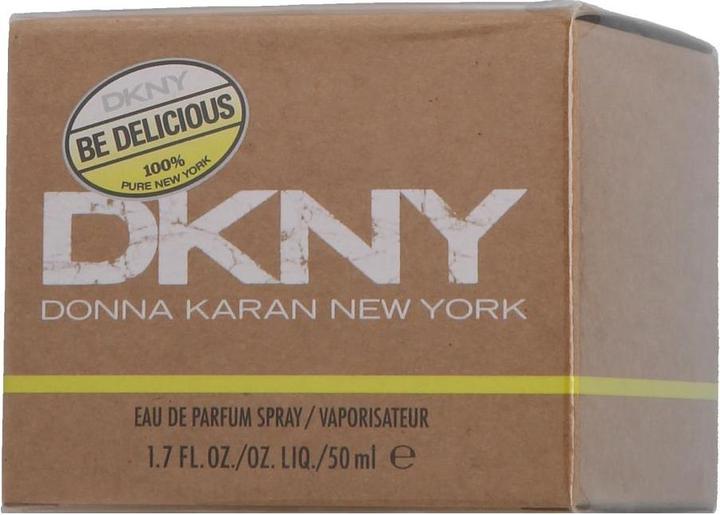 DKNY
BE DELICIOUS
100%
PURE NEW YORK
DKNY
DONNA KARAN NEW YORK
EAU DE PARFUM SPRAY/VAPORISATEUR
1.7 FL.OZ./OZ. LIQ./50 ml ℮